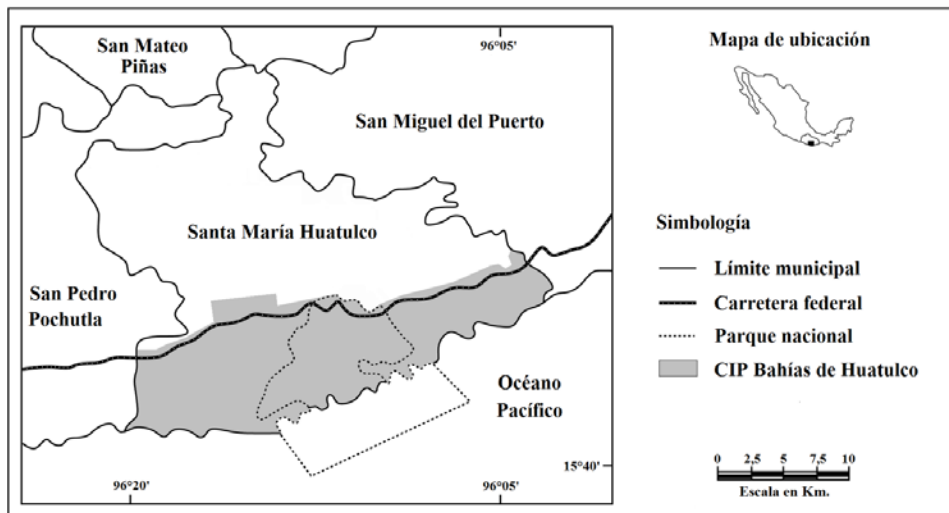 96°05'
San Mateo
Piñas
San Miguel del Puerto
Santa María Huatulco
San Pedro
Pochutla
Océano
Pacífico
15°40'
96°20'
96°05'
Mapa de ubicación
Simbología
Límite municipal
Carretera federal
Parque nacional
CIP Bahías de Huatulco
0 2,5 5 7,5 10
Escala en Km.